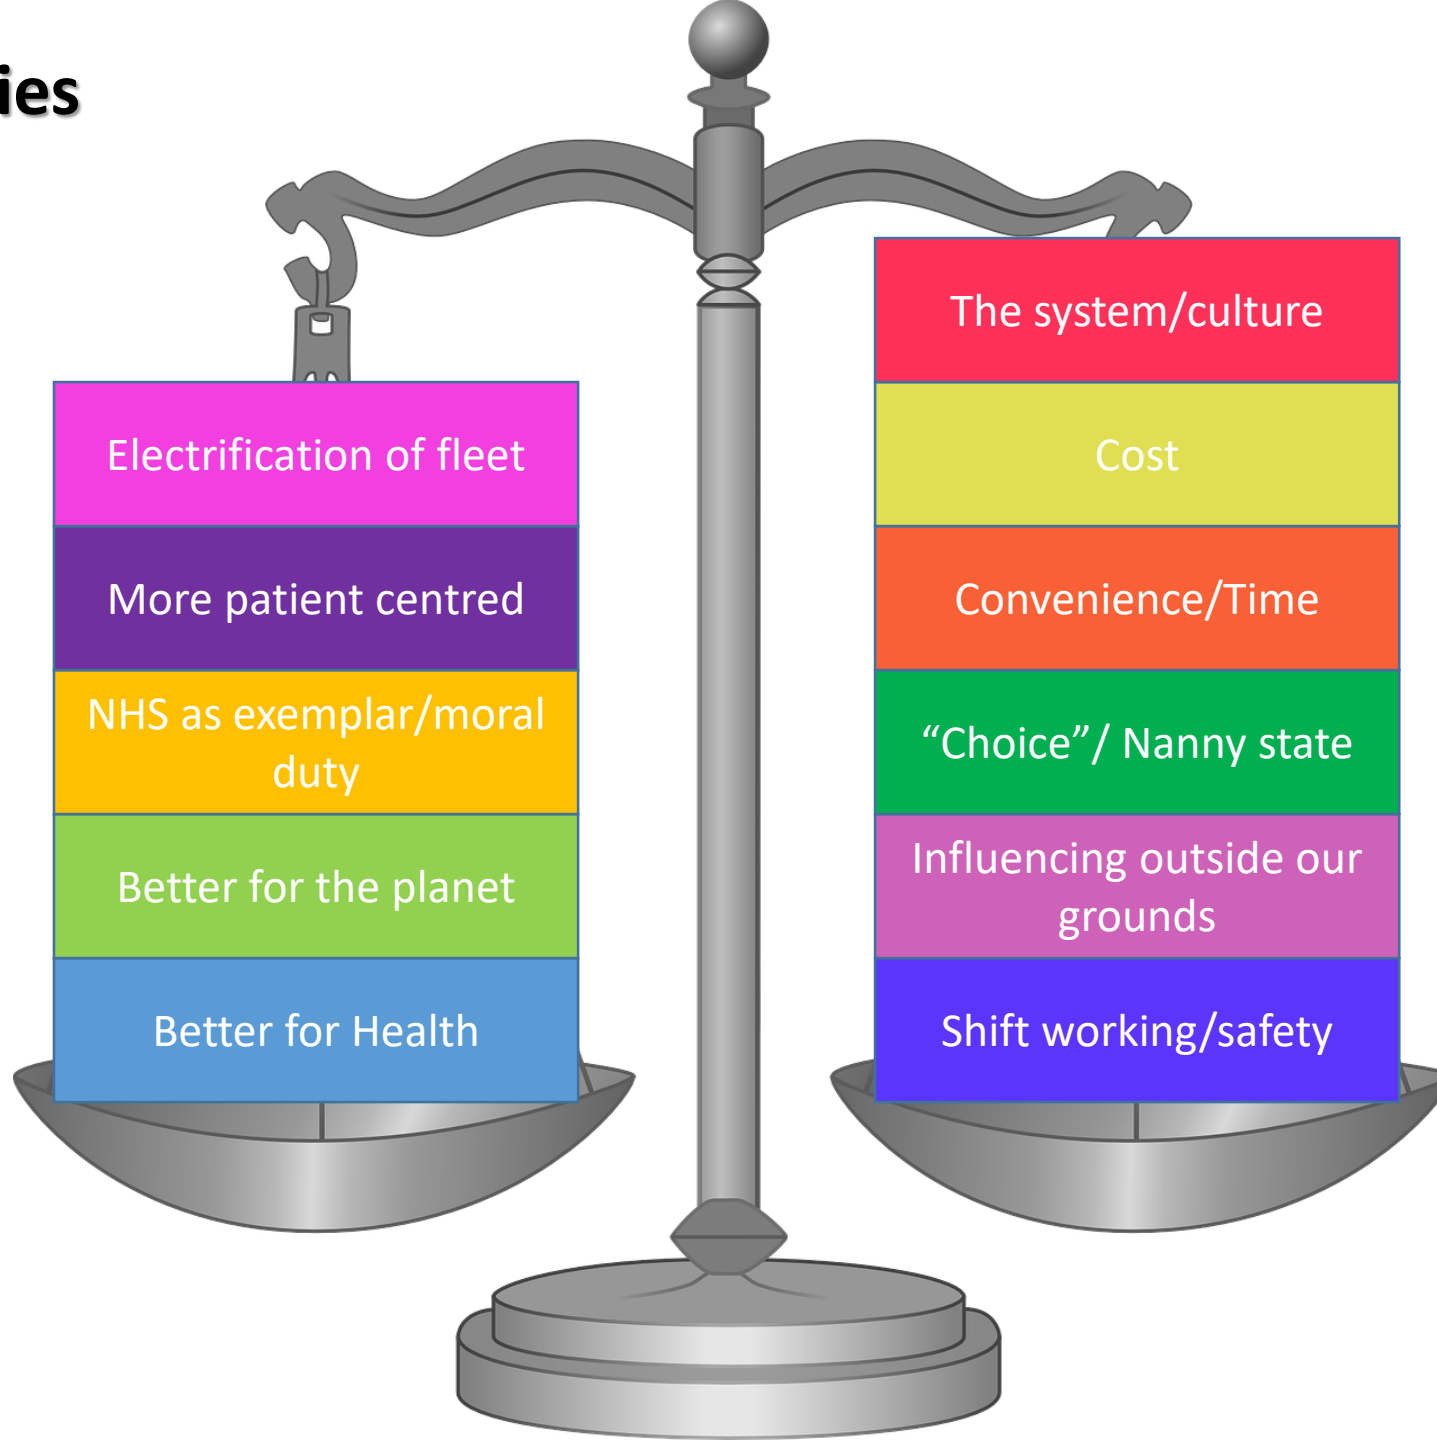 ies
Electrification of fleet
More patient centred
NHS as exemplar/moral
duty
Better for the planet
Better for Health
The system/culture
Cost
Convenience/Time
“Choice”/ Nanny state
Influencing outside our
grounds
Shift working/safety